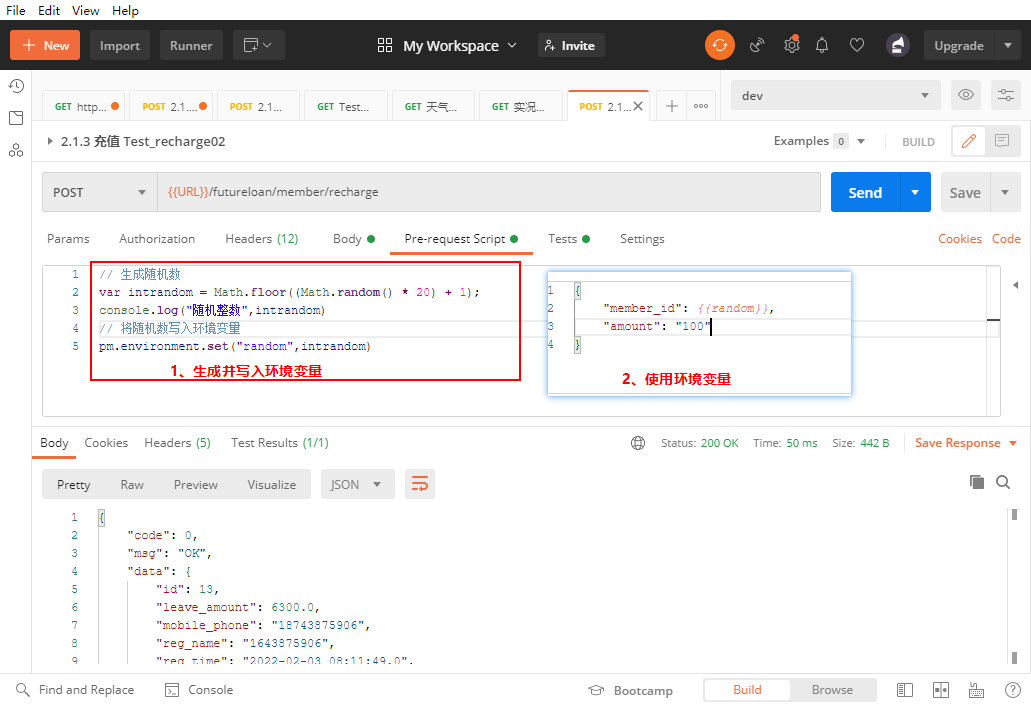 File Edit View Help
New Import Runner My Workspace Invite Upgrade
GET http... POST 2.1.... POST 2.1... GET Test... GET 天气... GET 实况... POST 2.1... dev
2.1.3 充值 Test_recharge02 Examples 0 BUILD
POST {{URL}}/futureloan/member/recharge Send Save
Params Authorization Headers (12) Body Pre-request Script Tests Settings Cookies Code
1 // 生成随机数
2 var intrandom = Math.floor((Math.random() * 20) + 1);
3 console.log("随机整数",intrandom)
4 // 将随机数写入环境变量
5 pm.environment.set("random",intrandom)
1、生成并写入环境变量
1 {
2 "member_id": {{random}},
3 "amount": "100"
4 }
2、使用环境变量
Body Cookies Headers (5) Test Results (1/1) Status: 200 OK Time: 50 ms Size: 442 B Save Response
Pretty Raw Preview Visualize JSON
1 {
2 "code": 0,
3 "msg": "OK",
4 "data": {
5 "id": 13,
6 "leave_amount": 6300.0,
7 "mobile_phone": "18743875906",
8 "reg_name": "1643875906",
9 "reg_time": "2022-02-03 08:11:49.0",
Find and Replace Console Bootcamp Build Browse